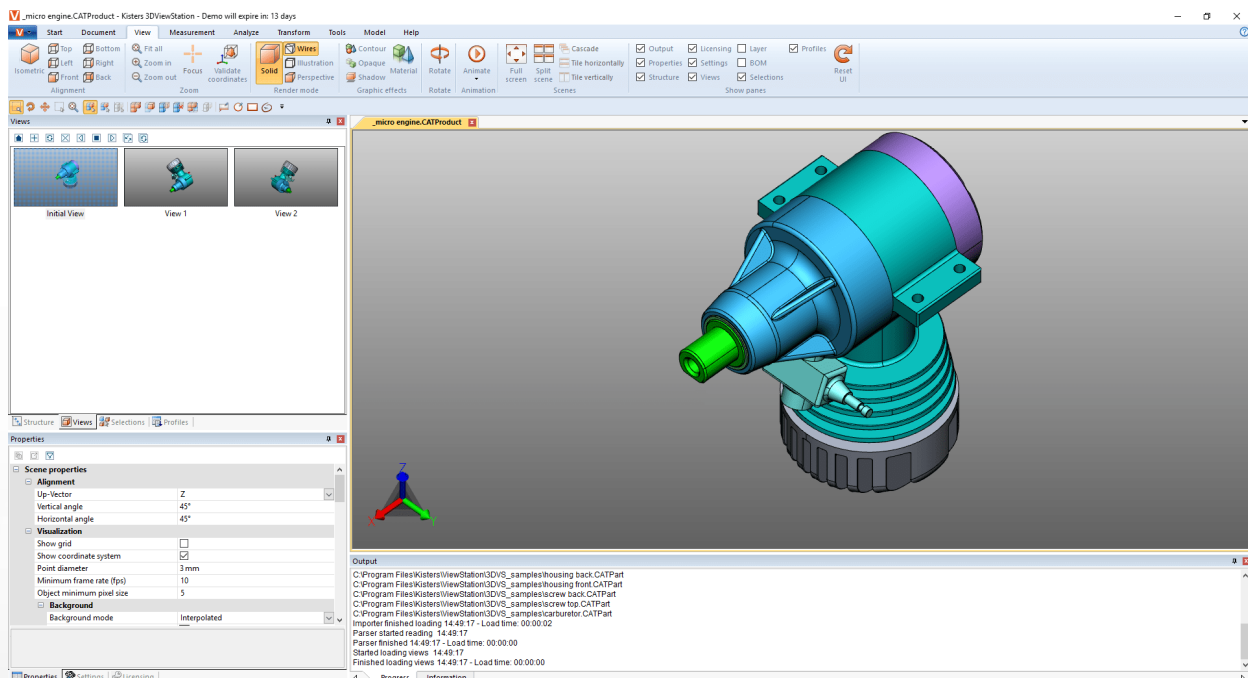 _micro engine.CATProduct - Kisters 3DViewStation - Demo will expire in: 13 days
Start Document View Measurement Analyze Transform Tools Model Help
Isometric Top Left Front Bottom Right Back
Alignment
Fit all Zoom in Zoom out Focus Validate coordinates
Zoom
Solid Wires Illustration Perspective
Render mode
Contour Opaque Shadow Material
Graphic effects
Rotate
Rotate
Animate
Animation
Full screen Split scene Cascade Tile horizontally Tile vertically
Scenes
Output Licensing Layer Profiles
Properties Settings BOM
Structure Views Selections
Show panes
Reset UI
Views
Initial View View 1 View 2
Structure Views Selections Profiles
Properties
Scene properties
Alignment
Up-Vector Z
Vertical angle 45°
Horizontal angle 45°
Visualization
Show grid
Show coordinate system
Point diameter 3 mm
Minimum frame rate (fps) 10
Object minimum pixel size 5
Background
Background mode Interpolated
Properties Settings Licensing
_micro engine.CATProduct
Z
X Y
Output
C:\Program Files\Kisters\ViewStation\3DVS_samples\housing back.CATPart
C:\Program Files\Kisters\ViewStation\3DVS_samples\housing front.CATPart
C:\Program Files\Kisters\ViewStation\3DVS_samples\screw back.CATPart
C:\Program Files\Kisters\ViewStation\3DVS_samples\screw top.CATPart
C:\Program Files\Kisters\ViewStation\3DVS_samples\carburetor.CATPart
Importer finished loading 14:49:17 - Load time: 00:00:02
Parser started reading 14:49:17
Parser finished 14:49:17 - Load time: 00:00:00
Started loading views 14:49:17
Finished loading views 14:49:17 - Load time: 00:00:00
Progress Information